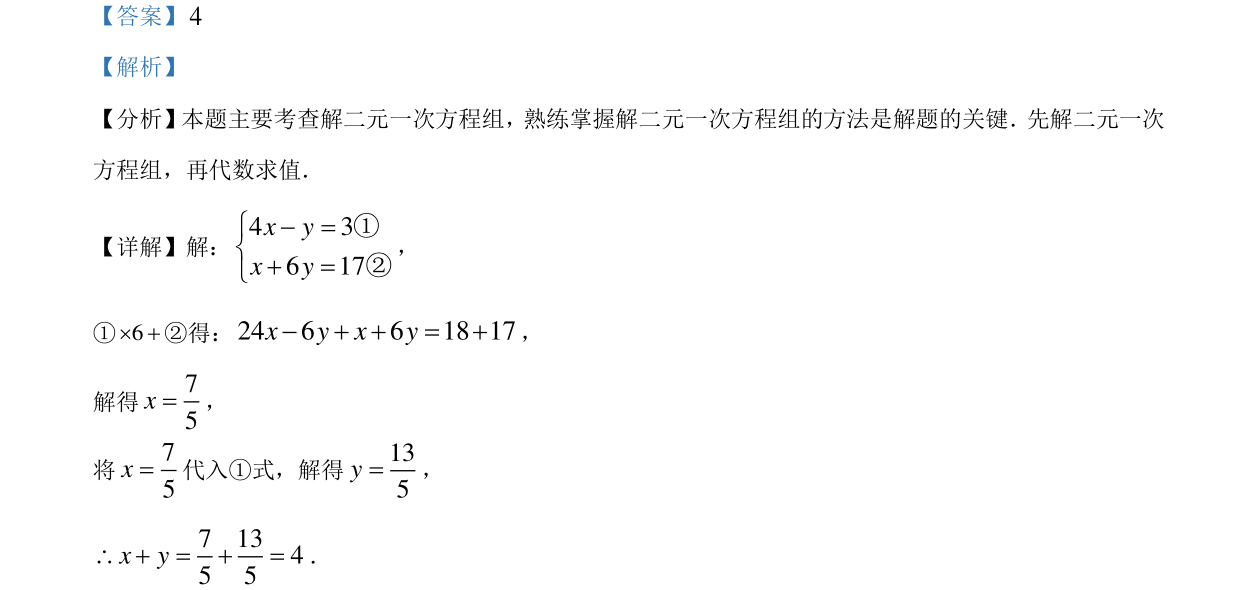 【答案】4
【解析】
【分析】本题主要考查解二元一次方程组，熟练掌握解二元一次方程组的方法是解题的关键．先解二元一次
方程组，再代数求值．
【详解】解：{4x－y＝3① x＋6y＝17②，
①×6＋②得：24x－6y＋x＋6y＝18＋17，
解得 x＝7/5，
将 x＝7/5 代入①式，解得 y＝13/5，
∴x＋y＝7/5＋13/5＝4．